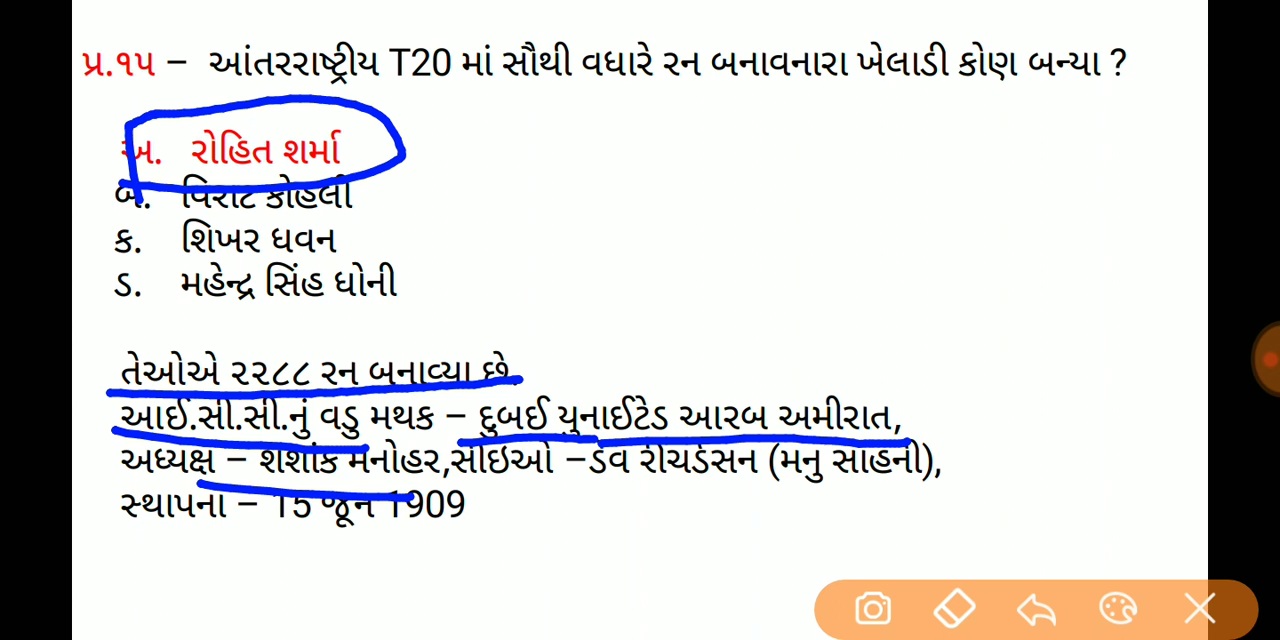 પ્ર.૧૫ – આંતરરાષ્ટ્રીય T20 માં સૌથી વધારે રન બનાવનારા ખેલાડી કોણ બન્યા ?
અ. રોહિત શર્મા
બ. વિરાટ કોહલી
ક. શિખર ધવન
ડ. મહેન્દ્ર સિંહ ધોની
તેઓએ ૨૨૮૮ રન બનાવ્યા છે.
આઈ.સી.સી.નું વડુ મથક – દુબઈ યુનાઈટેડ આરબ અમીરાત,
અધ્યક્ષ – શશાંક મનોહર,સીઇઓ –ડેવ રીચર્ડસન (મનુ સાહની),
સ્થાપના – 15 જૂન 1909